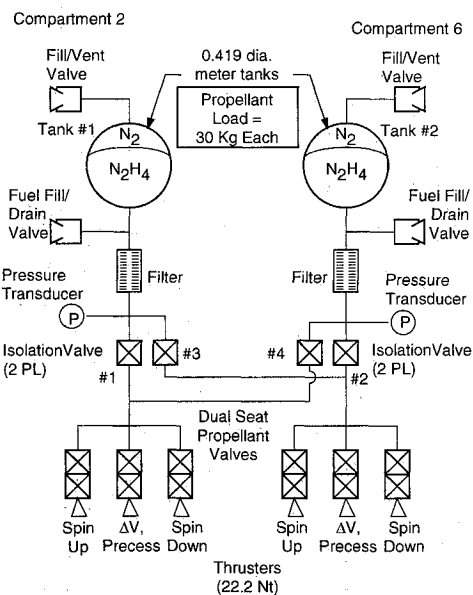 Compartment 2
Compartment 6
Fill/Vent
Valve
0.419 dia.
meter tanks
Fill/Vent
Valve
Propellant
Load =
30 Kg Each
Tank #1
N2
N2H4
Tank #2
N2
N2H4
Fuel Fill/
Drain
Valve
Fuel Fill/
Drain
Valve
Filter
Filter
Pressure
Transducer
P
Pressure
Transducer
P
IsolationValve
(2 PL)
#1
#3
#4
#2
IsolationValve
(2 PL)
Dual Seat
Propellant
Valves
Spin
Up
ΔV,
Precess
Spin
Down
Spin
Up
ΔV,
Precess
Spin
Down
Thrusters
(22.2 Nt)